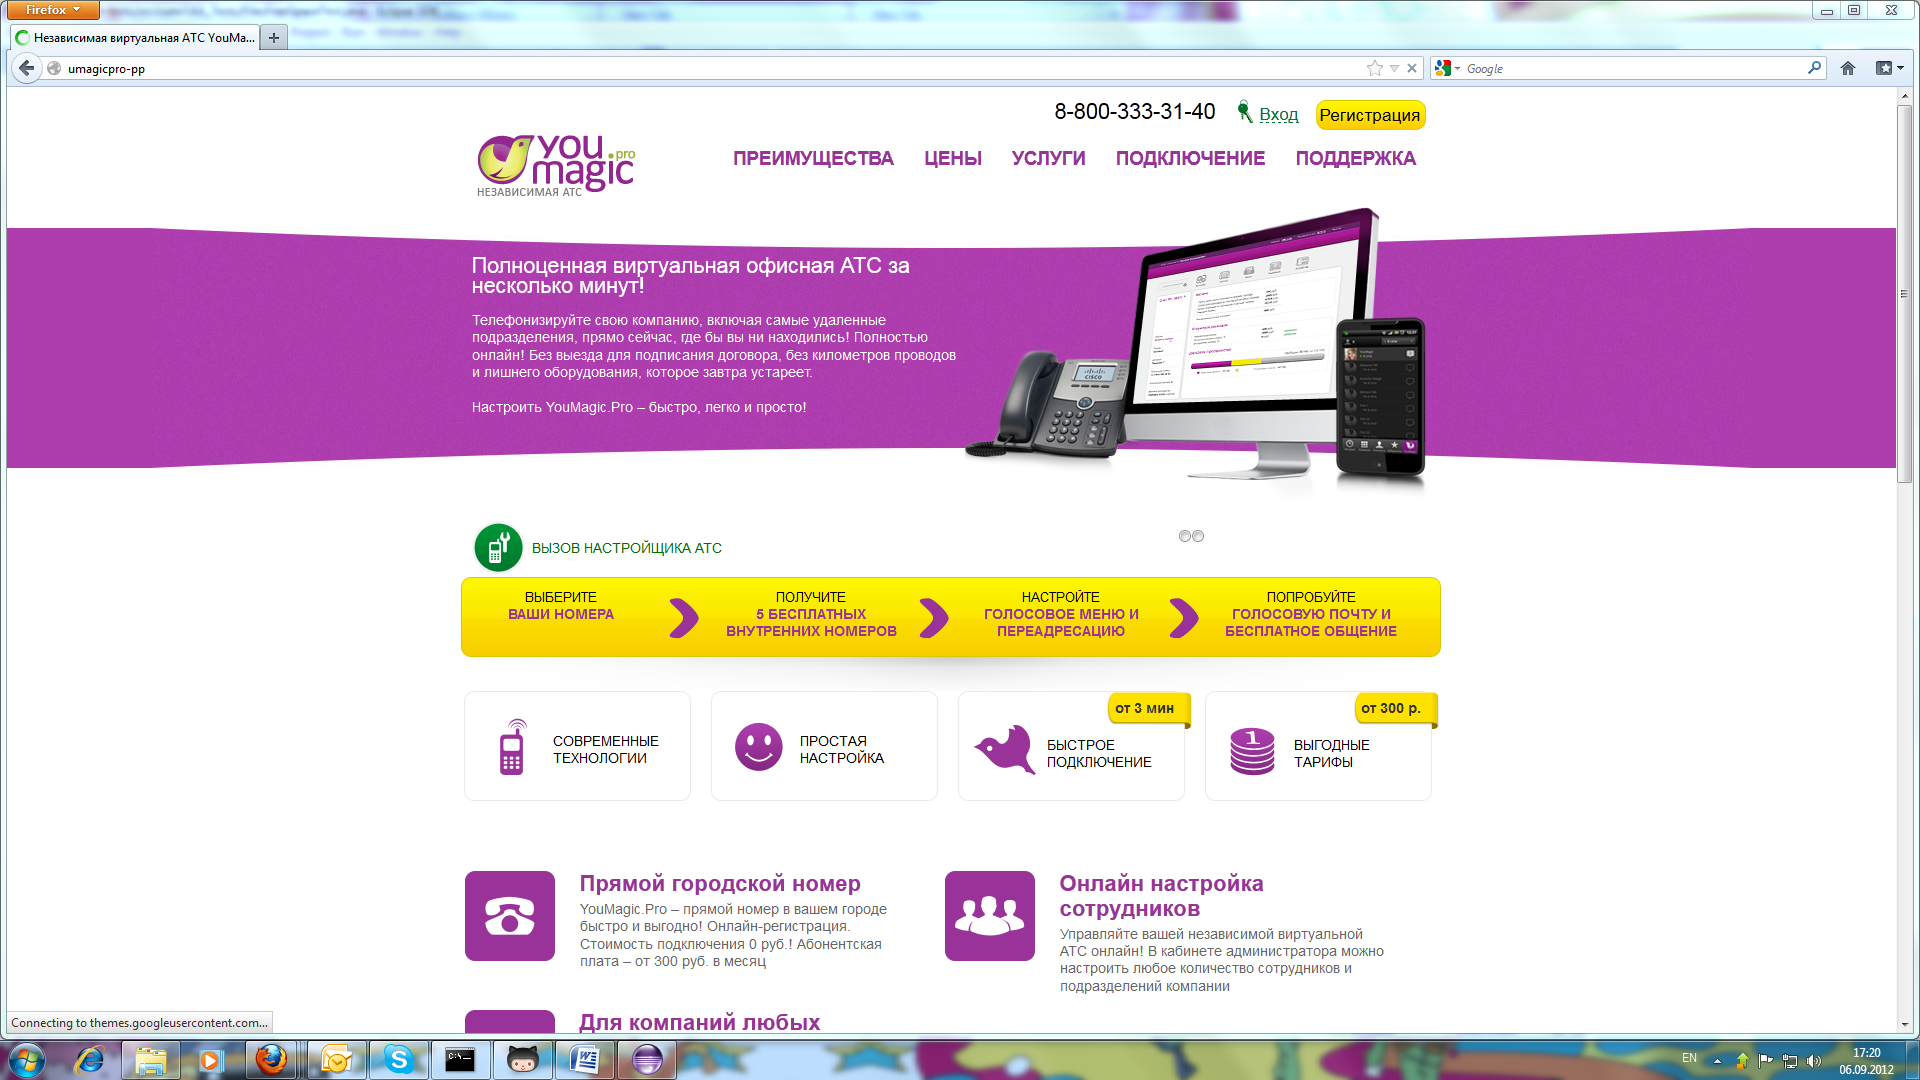 Firefox
Независимая виртуальная АТС YouMa...
umagicpro-pp
Google
8-800-333-31-40
Вход
Регистрация
you
magic
.pro
НЕЗАВИСИМАЯ АТС
ПРЕИМУЩЕСТВА
ЦЕНЫ
УСЛУГИ
ПОДКЛЮЧЕНИЕ
ПОДДЕРЖКА
Полноценная виртуальная офисная АТС за
несколько минут!
Телефонизируйте свою компанию, включая самые удаленные
подразделения, прямо сейчас, где бы вы ни находились! Полностью
онлайн! Без выезда для подписания договора, без километров проводов
и лишнего оборудования, которое завтра устареет.
Настроить YouMagic.Pro – быстро, легко и просто!
CISCO
ВЫЗОВ НАСТРОЙЩИКА АТС
ВЫБЕРИТЕ
ВАШИ НОМЕРА
ПОЛУЧИТЕ
5 БЕСПЛАТНЫХ
ВНУТРЕННИХ НОМЕРОВ
НАСТРОЙТЕ
ГОЛОСОВОЕ МЕНЮ И
ПЕРЕАДРЕСАЦИЮ
ПОПРОБУЙТЕ
ГОЛОСОВУЮ ПОЧТУ И
БЕСПЛАТНОЕ ОБЩЕНИЕ
СОВРЕМЕННЫЕ
ТЕХНОЛОГИИ
ПРОСТАЯ
НАСТРОЙКА
от 3 мин
БЫСТРОЕ
ПОДКЛЮЧЕНИЕ
от 300 р.
1
ВЫГОДНЫЕ
ТАРИФЫ
Прямой городской номер
YouMagic.Pro – прямой номер в вашем городе
быстро и выгодно! Онлайн-регистрация.
Стоимость подключения 0 руб.! Абонентская
плата – от 300 руб. в месяц
Онлайн настройка
сотрудников
Управляйте вашей независимой виртуальной
АТС онлайн! В кабинете администратора можно
настроить любое количество сотрудников и
подразделений компании
Для компаний любых
Connecting to themes.googleusercontent.com...
EN
17:20
06.09.2012